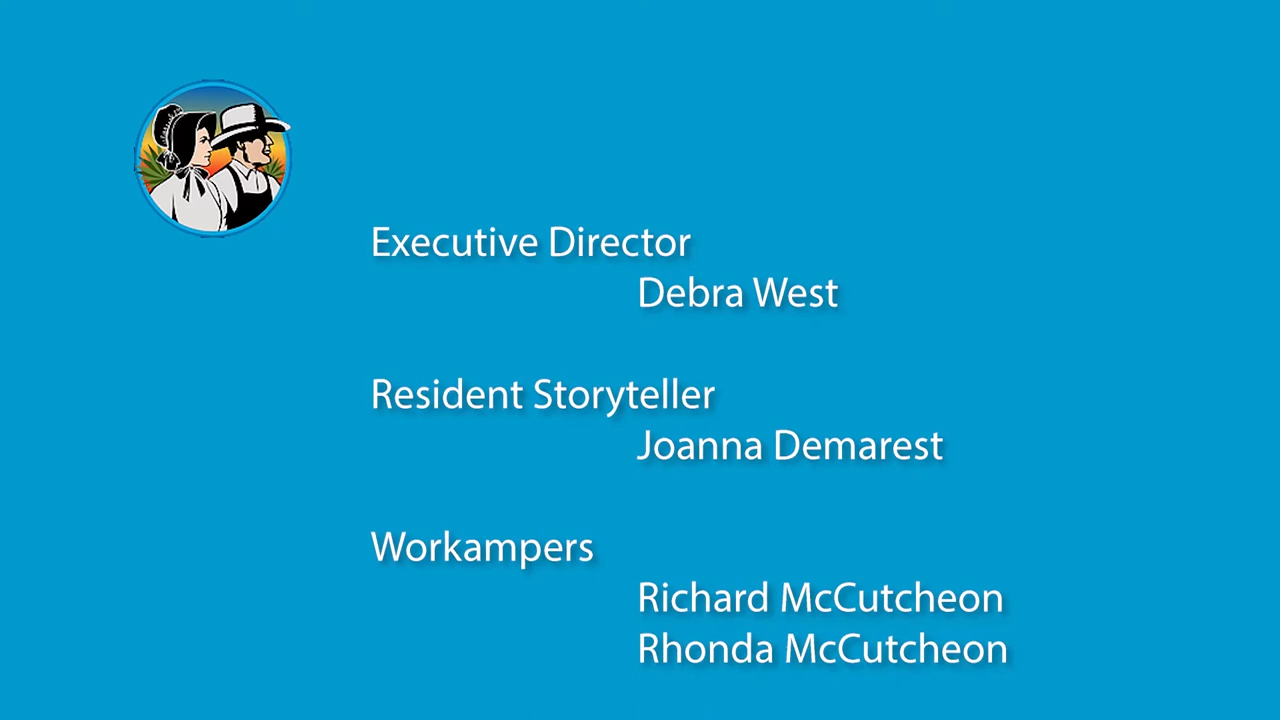 Executive Director
Debra West
Resident Storyteller
Joanna Demarest
Workampers
Richard McCutcheon
Rhonda McCutcheon